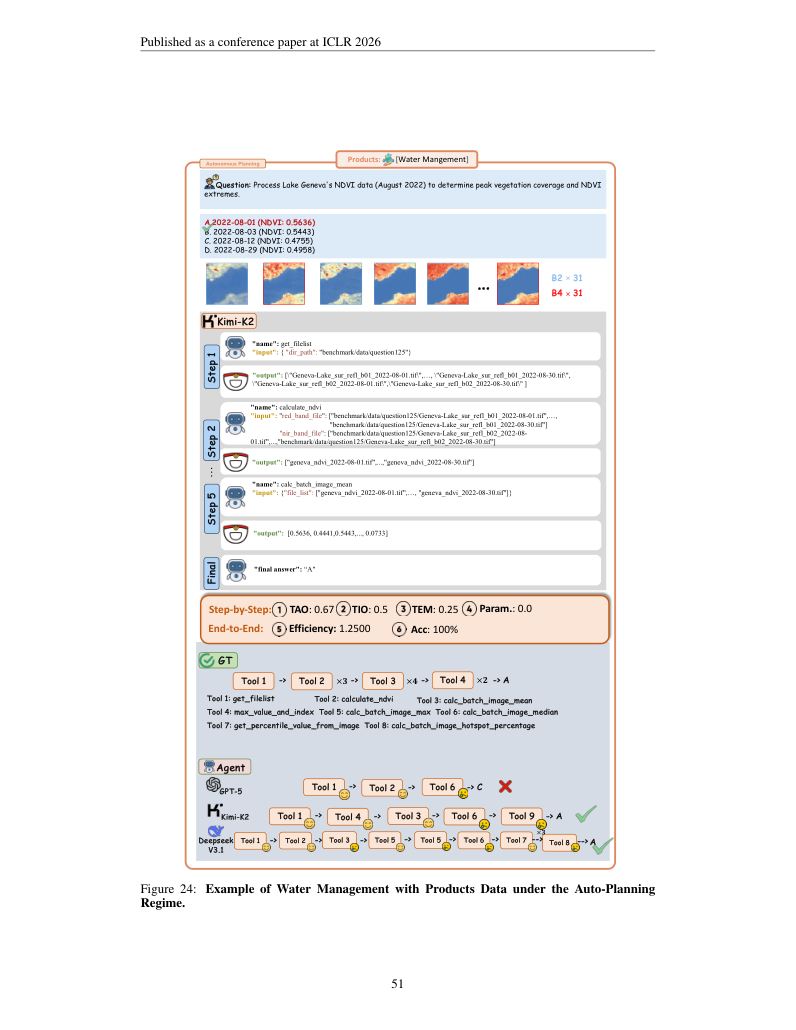 Published as a conference paper at ICLR 2026
Autonomous Planning
Products: [Water Mangement]
Question: Process Lake Geneva's NDVI data (August 2022) to determine peak vegetation coverage and NDVI
extremes.
A.2022-08-01 (NDVI: 0.5636)
B. 2022-08-03 (NDVI: 0.5443)
C. 2022-08-12 (NDVI: 0.4755)
D. 2022-08-29 (NDVI: 0.4958)
...
B2 × 31
B4 × 31
Kimi-K2
Step 1
"name": get_filelist
"input": { "dir_path": "benchmark/data/question125"}
"output": [\"Geneva-Lake_sur_refl_b01_2022-08-01.tif\",..., \"Geneva-Lake_sur_refl_b01_2022-08-30.tif\",
\"Geneva-Lake_sur_refl_b02_2022-08-01.tif\",\"Geneva-Lake_sur_refl_b02_2022-08-30.tif\" ]
Step 2
"name": calculate_ndvi
"input": "red_band_file": ["benchmark/data/question125/Geneva-Lake_sur_refl_b01_2022-08-01.tif",...,
"benchmark/data/question125/Geneva-Lake_sur_refl_b01_2022-08-30.tif"]
"nir_band_file": ["benchmark/data/question125/Geneva-Lake_sur_refl_b02_2022-08-
01.tif",...,"benchmark/data/question125/Geneva-Lake_sur_refl_b02_2022-08-30.tif"]
"output": ["geneva_ndvi_2022-08-01.tif",...,"geneva_ndvi_2022-08-30.tif"]
...
Step 5
"name": calc_batch_image_mean
"input": {"file_list": ["geneva_ndvi_2022-08-01.tif",..., "geneva_ndvi_2022-08-30.tif"]}
"output": [0.5636, 0.4441,0.5443,..., 0.0733]
Final
"final answer": "A"
Step-by-Step: 1 TAO: 0.67 2 TIO: 0.5 3 TEM: 0.25 4 Param.: 0.0
End-to-End: 5 Efficiency: 1.2500 6 Acc: 100%
GT
Tool 1 -> Tool 2 ×3 -> Tool 3 ×4 -> Tool 4 ×2 -> A
Tool 1: get_filelist Tool 2: calculate_ndvi Tool 3: calc_batch_image_mean
Tool 4: max_value_and_index Tool 5: calc_batch_image_max Tool 6: calc_batch_image_median
Tool 7: get_percentile_value_from_image Tool 8: calc_batch_image_hotspot_percentage
Agent
GPT-5 Tool 1 -> Tool 2 -> Tool 6 -> C
Kimi-K2 Tool 1 -> Tool 4 -> Tool 3 -> Tool 6 -> Tool 9 -> A
×3
Deepseek V3.1 Tool 1 -> Tool 2 -> Tool 3 -> Tool 5 -> Tool 5 -> Tool 6 -> Tool 7 --> Tool 8 -> A
Figure 24: Example of Water Management with Products Data under the Auto-Planning
Regime.
51